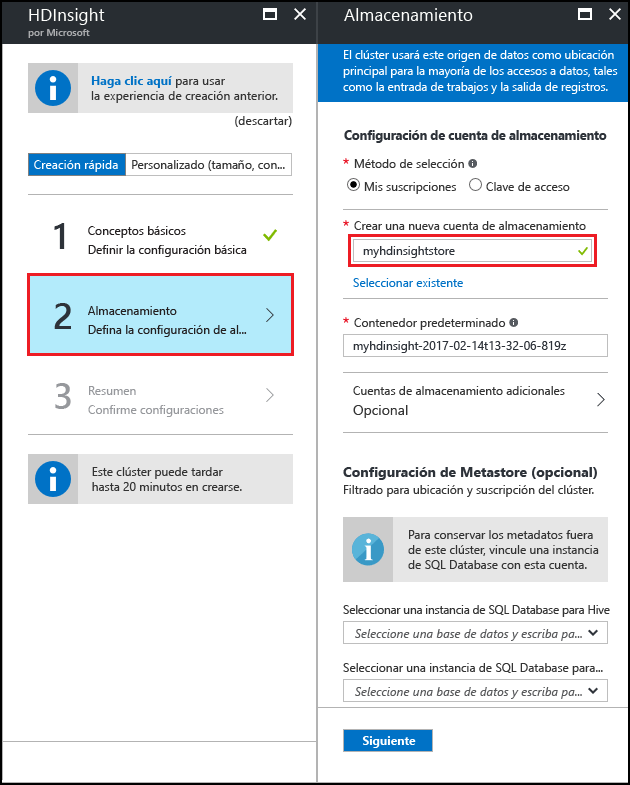 HDInsight
por Microsoft
Haga clic aquí para usar
la experiencia de creación anterior.
(descartar)
Creación rápida
Personalizado (tamaño, con...
1
Conceptos básicos
Definir la configuración básica
2
Almacenamiento
Defina la configuración de al...
3
Resumen
Confirme configuraciones
Este clúster puede tardar
hasta 20 minutos en crearse.
Almacenamiento
El clúster usará este origen de datos como ubicación
principal para la mayoría de los accesos a datos, tales
como la entrada de trabajos y la salida de registros.
Configuración de cuenta de almacenamiento
* Método de selección
Mis suscripciones
Clave de acceso
* Crear una nueva cuenta de almacenamiento
myhdinsightstore
Seleccionar existente
* Contenedor predeterminado
myhdinsight-2017-02-14t13-32-06-819z
Cuentas de almacenamiento adicionales
Opcional
Configuración de Metastore (opcional)
Filtrado para ubicación y suscripción del clúster.
Para conservar los metadatos fuera
de este clúster, vincule una instancia
de SQL Database con esta cuenta.
Seleccionar una instancia de SQL Database para Hive
Seleccione una base de datos y escriba pa...
Seleccionar una instancia de SQL Database para...
Seleccione una base de datos y escriba pa...
Siguiente